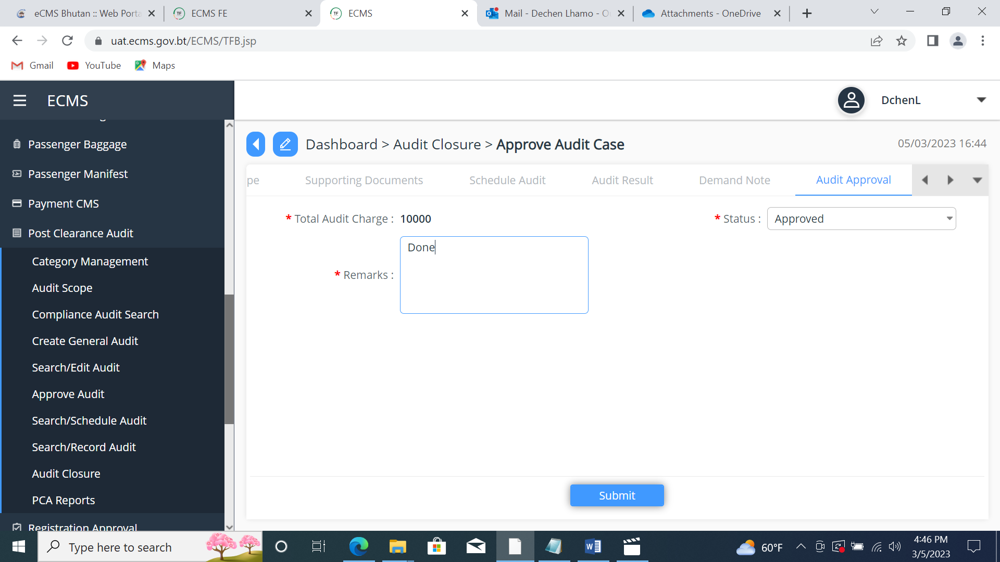 eCMS Bhutan :: Web Porta
ECMS FE
ECMS
Mail - Dechen Lhamo - O
Attachments - OneDrive
uat.ecms.gov.bt/ECMS/TFB.jsp
Gmail
YouTube
Maps
ECMS
DchenL
Passenger Baggage
Passenger Manifest
Payment CMS
Post Clearance Audit
Category Management
Audit Scope
Compliance Audit Search
Create General Audit
Search/Edit Audit
Approve Audit
Search/Schedule Audit
Search/Record Audit
Audit Closure
PCA Reports
Registration Approval
Dashboard > Audit Closure > Approve Audit Case
05/03/2023 16:44
pe
Supporting Documents
Schedule Audit
Audit Result
Demand Note
Audit Approval
* Total Audit Charge : 10000
* Status : Approved
* Remarks : Done
Submit
Type here to search
60°F
4:46 PM
3/5/2023